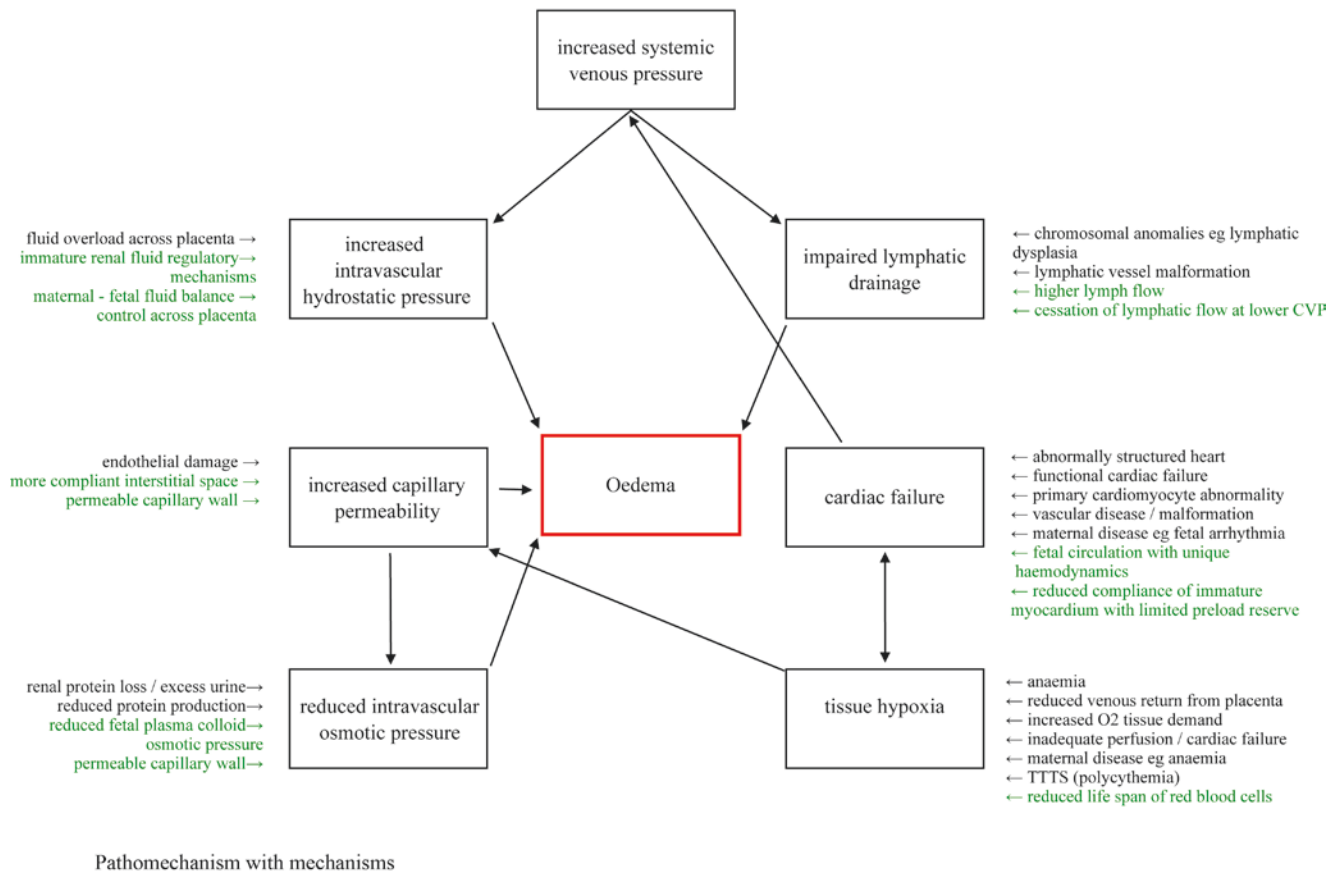 increased systemic
venous pressure
fluid overload across placenta →
immature renal fluid regulatory→
mechanisms
maternal - fetal fluid balance →
control across placenta
increased
intravascular
hydrostatic pressure
impaired lymphatic
drainage
← chromosomal anomalies eg lymphatic
dysplasia
← lymphatic vessel malformation
← higher lymph flow
← cessation of lymphatic flow at lower CVP
endothelial damage →
more compliant interstitial space →
permeable capillary wall →
increased capillary
permeability
Oedema
cardiac failure
← abnormally structured heart
← functional cardiac failure
← primary cardiomyocyte abnormality
← vascular disease / malformation
← maternal disease eg fetal arrhythmia
← fetal circulation with unique
haemodynamics
← reduced compliance of immature
myocardium with limited preload reserve
renal protein loss / excess urine→
reduced protein production→
reduced fetal plasma colloid→
osmotic pressure
permeable capillary wall→
reduced intravascular
osmotic pressure
tissue hypoxia
← anaemia
← reduced venous return from placenta
← increased O2 tissue demand
← inadequate perfusion / cardiac failure
← maternal disease eg anaemia
← TTTS (polycythemia)
← reduced life span of red blood cells
Pathomechanism with mechanisms